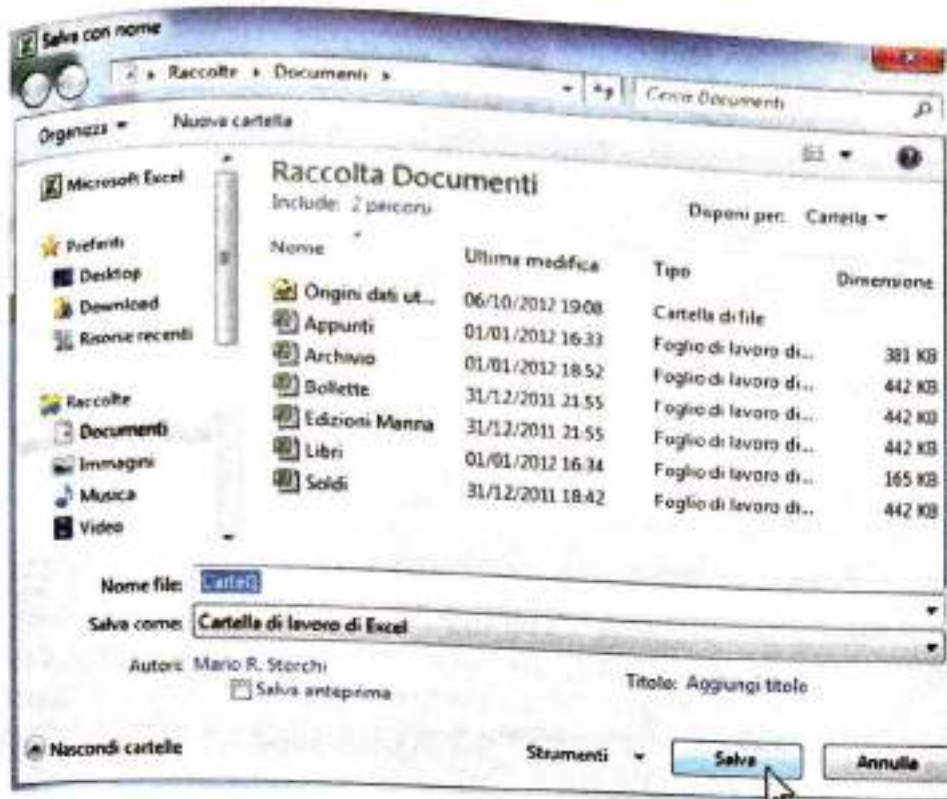 Salva con nome
Raccolte Documenti
Cerca Documenti
Organizza Nuova cartella
Microsoft Excel
Preferiti
Desktop
Download
Risorse recenti
Raccolte
Documenti
Immagini
Musica
Video
Raccolta Documenti
Include: 2 percorsi
Disponi per: Cartella
Nome Ultima modifica Tipo Dimensione
Origini dati ut... 06/10/2012 19:08 Cartella di file
Appunti 01/01/2012 16:33 Foglio di lavoro di... 381 KB
Archivio 01/01/2012 18:52 Foglio di lavoro di... 442 KB
Bollette 31/12/2011 21:55 Foglio di lavoro di... 442 KB
Edizioni Manna 31/12/2011 21:55 Foglio di lavoro di... 442 KB
Libri 01/01/2012 16:34 Foglio di lavoro di... 165 KB
Soldi 31/12/2011 18:42 Foglio di lavoro di... 442 KB
Nome file:
Salva come: Cartella di lavoro di Excel
Autori: Mario R. Storchi
Titolo: Aggiungi titolo
Salva anteprima
Nascondi cartelle
Strumenti Salva Annulla